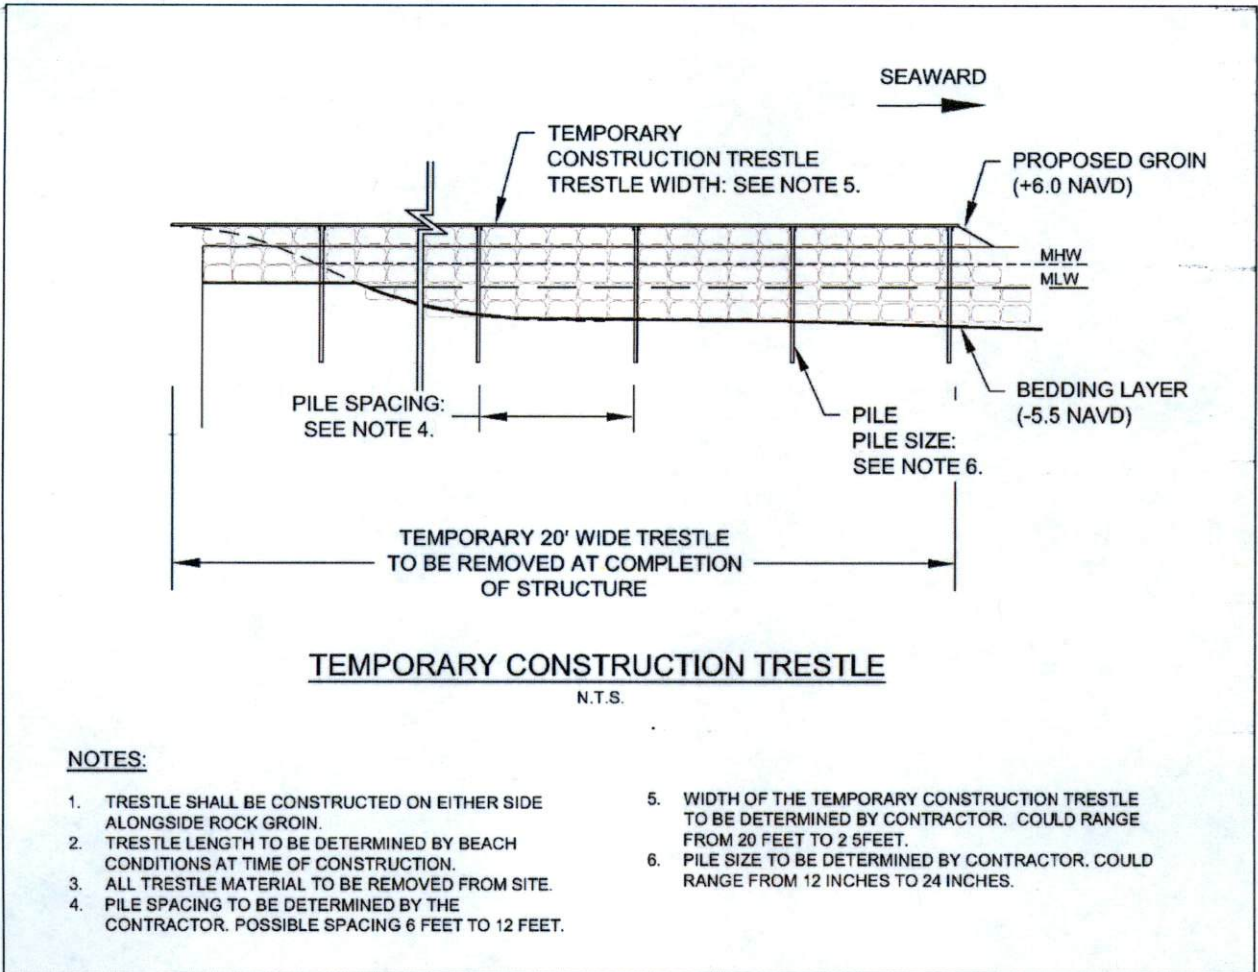 SEAWARD
TEMPORARY
CONSTRUCTION TRESTLE
TRESTLE WIDTH: SEE NOTE 5.
PROPOSED GROIN
(+6.0 NAVD)
MHW
MLW
PILE SPACING:
SEE NOTE 4.
PILE
PILE SIZE:
SEE NOTE 6.
BEDDING LAYER
(-5.5 NAVD)
TEMPORARY 20' WIDE TRESTLE
TO BE REMOVED AT COMPLETION
OF STRUCTURE
TEMPORARY CONSTRUCTION TRESTLE
N.T.S.
NOTES:
1. TRESTLE SHALL BE CONSTRUCTED ON EITHER SIDE
ALONGSIDE ROCK GROIN.
2. TRESTLE LENGTH TO BE DETERMINED BY BEACH
CONDITIONS AT TIME OF CONSTRUCTION.
3. ALL TRESTLE MATERIAL TO BE REMOVED FROM SITE.
4. PILE SPACING TO BE DETERMINED BY THE
CONTRACTOR. POSSIBLE SPACING 6 FEET TO 12 FEET.
5. WIDTH OF THE TEMPORARY CONSTRUCTION TRESTLE
TO BE DETERMINED BY CONTRACTOR. COULD RANGE
FROM 20 FEET TO 2 5FEET.
6. PILE SIZE TO BE DETERMINED BY CONTRACTOR. COULD
RANGE FROM 12 INCHES TO 24 INCHES.